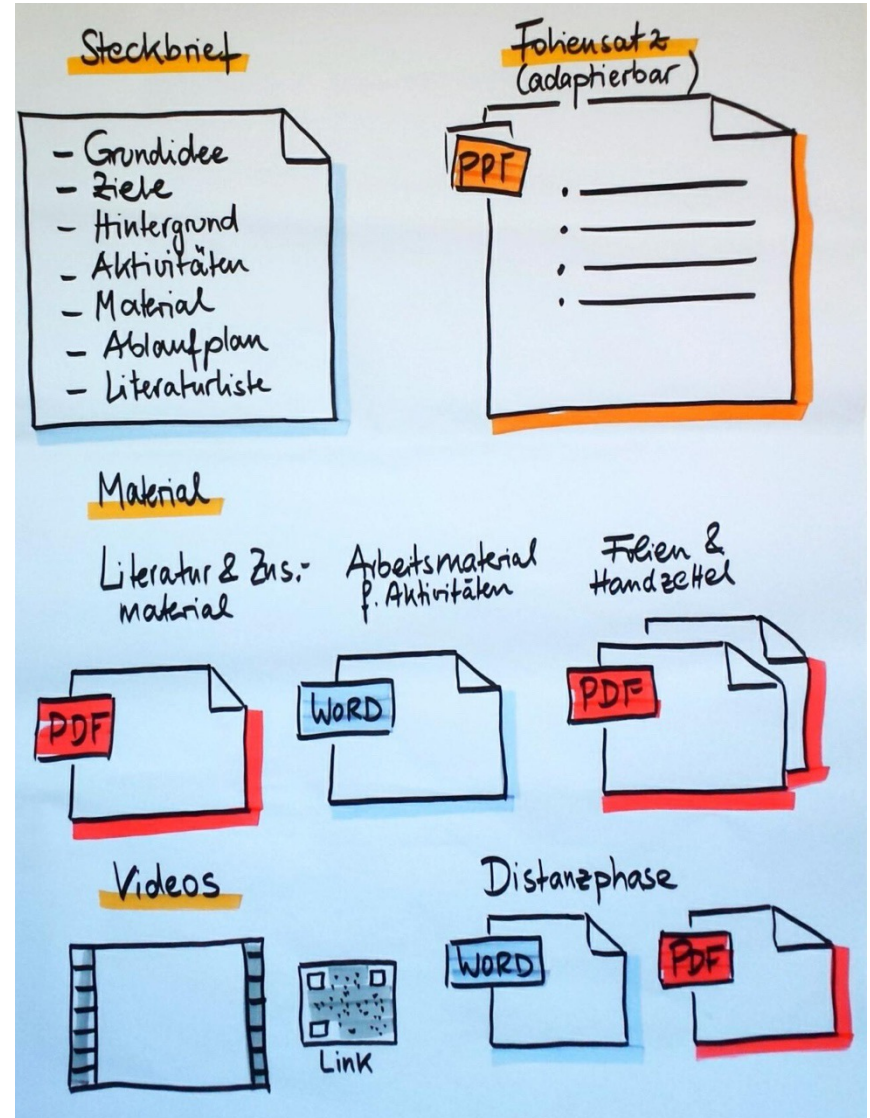 Steckbrief
- Grundidee
- Ziele
- Hintergrund
- Aktivitäten
- Material
- Ablaufplan
- Literaturliste
Foliensatz
(adaptierbar)
PPT
Material
Literatur & Zus.-
material
PDF
Arbeitsmaterial
f. Aktivitäten
WORD
Folien &
Handzettel
PDF
Videos
Link
Distanzphase
WORD
PDF